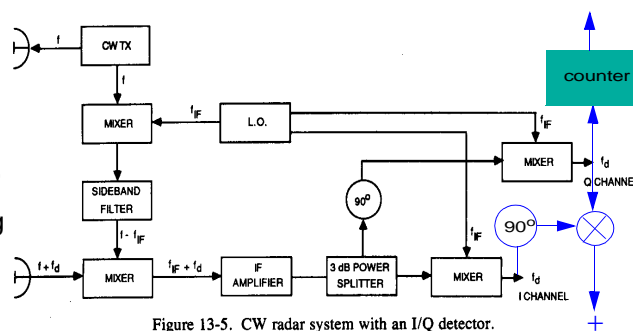 f
CW TX
f
counter
MIXER
f_IF
L.O.
f_IF
MIXER
f_d
Q CHANNEL
SIDEBAND
FILTER
90°
f - f_IF
g
f_IF
90°
f + f_d
MIXER
f_IF + f_d
IF
AMPLIFIER
3 dB POWER
SPLITTER
MIXER
f_d
I CHANNEL
+
Figure 13-5. CW radar system with an I/Q detector.